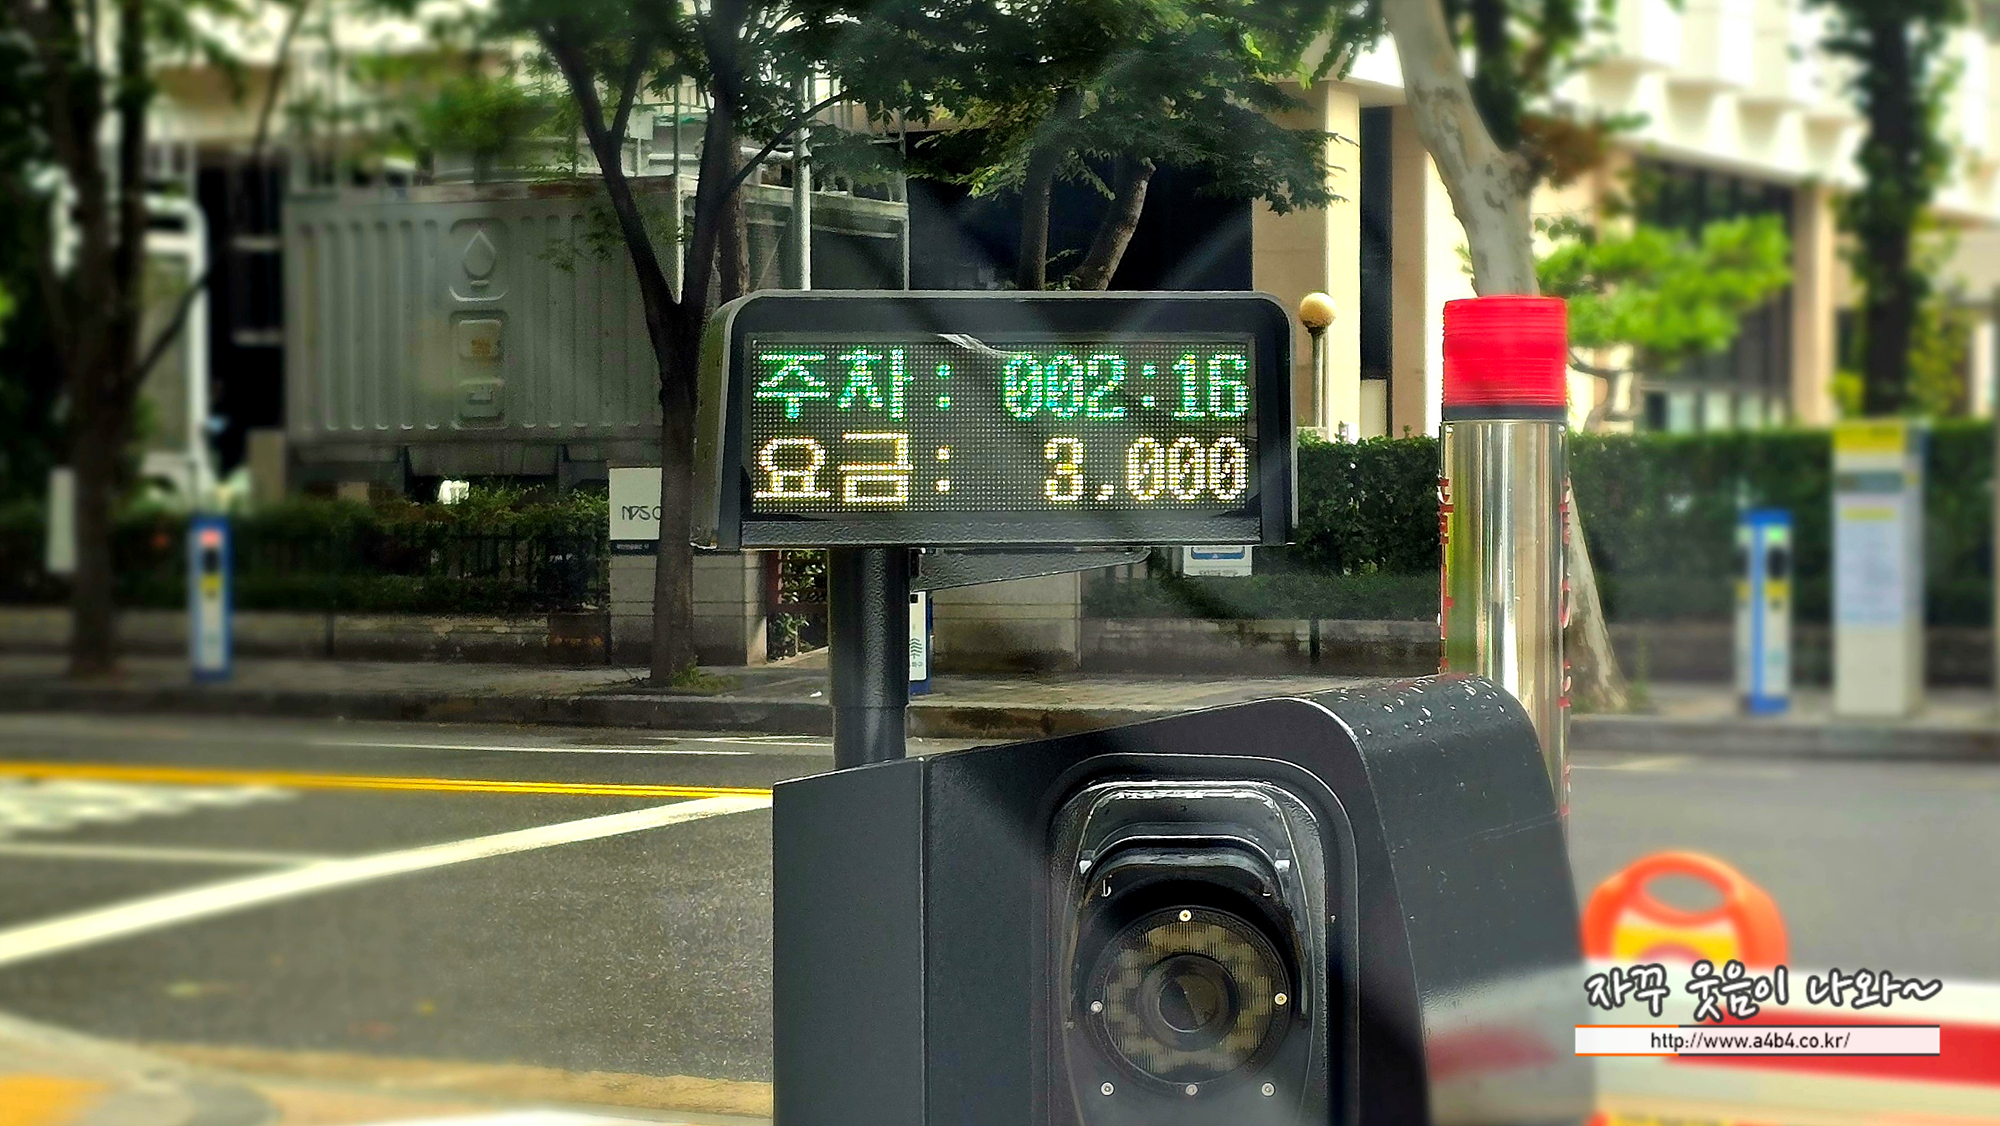 주차: 002:16
요금: 3,000
자꾸 웃음이 나와~
http://www.a4b4.co.kr/